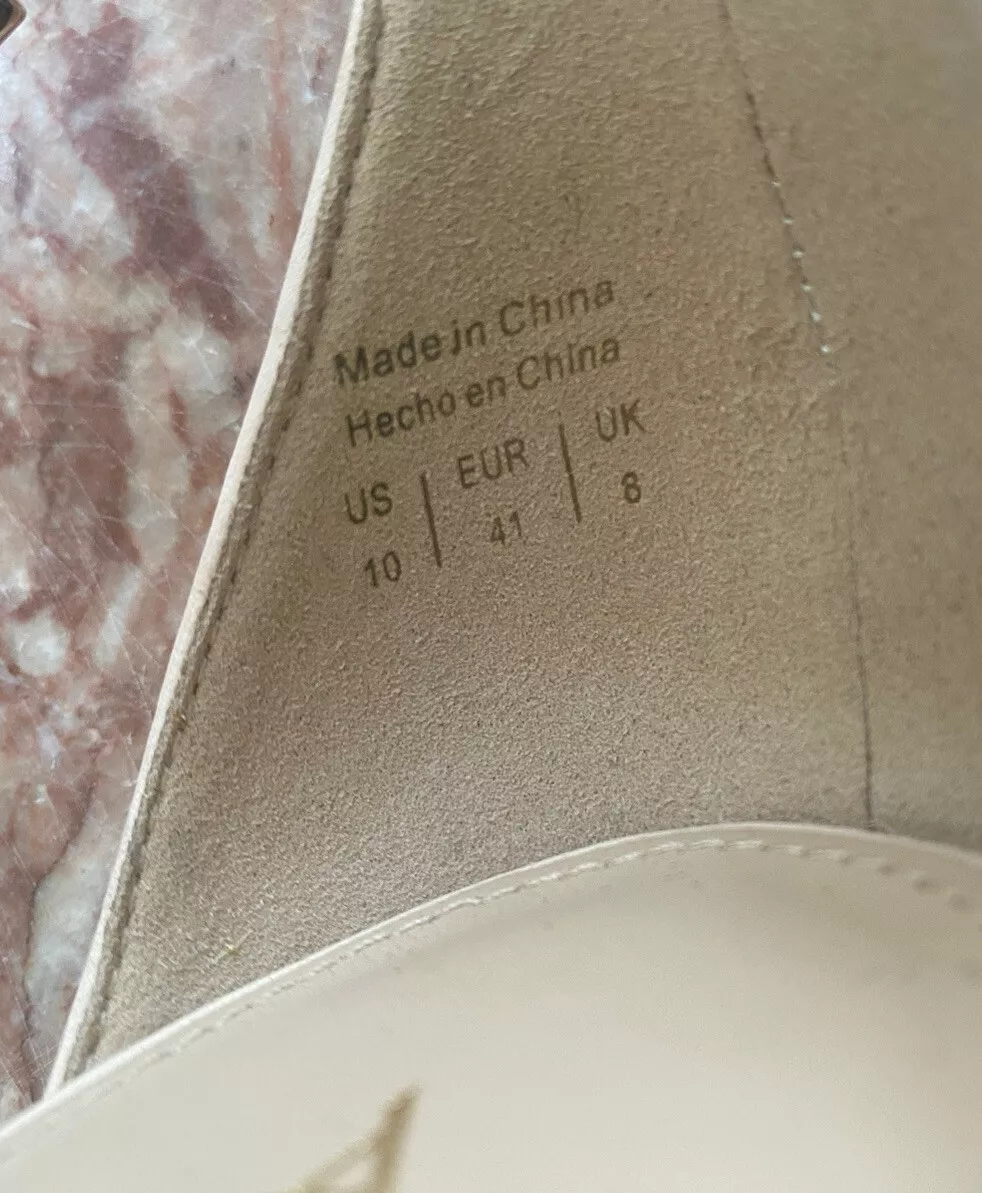 Made in China
Hecho en China
US | EUR | UK
10 | 41 | 8